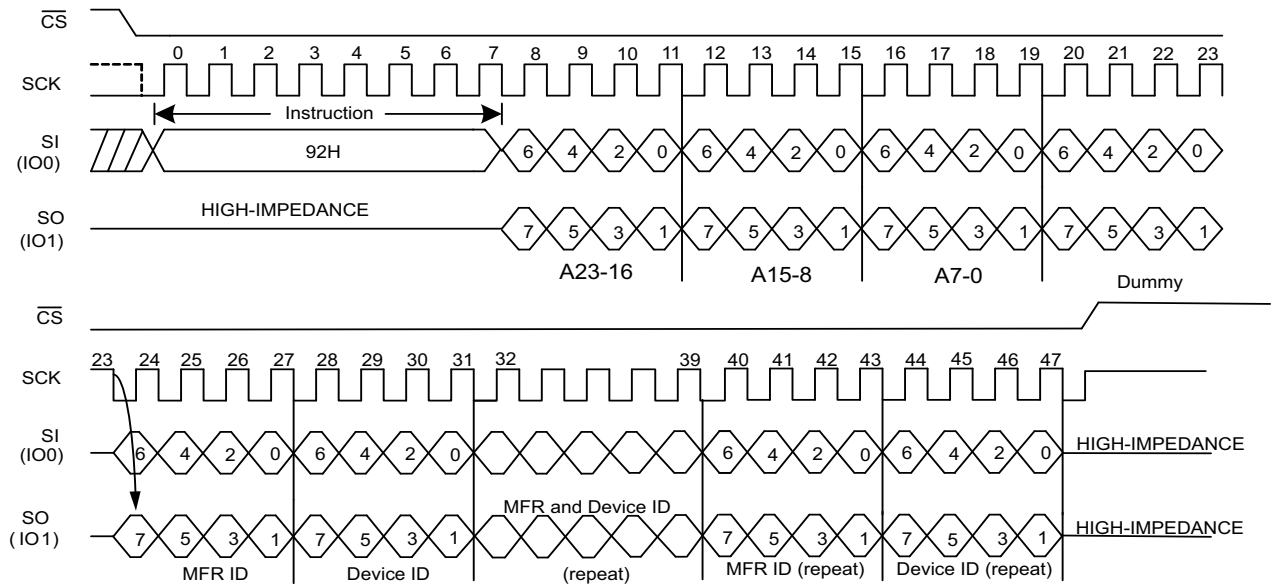 CS
0 1 2 3 4 5 6 7 8 9 10 11 12 13 14 15 16 17 18 19 20 21 22 23
SCK
Instruction
SI
(IO0)
92H
6 4 2 0 6 4 2 0 6 4 2 0 6 4 2 0
HIGH-IMPEDANCE
SO
(IO1)
7 5 3 1 7 5 3 1 7 5 3 1 7 5 3 1
A23-16 A15-8 A7-0 Dummy
CS
23 24 25 26 27 28 29 30 31 32 39 40 41 42 43 44 45 46 47
SCK
SI
(IO0)
6 4 2 0 6 4 2 0 6 4 2 0 6 4 2 0 HIGH-IMPEDANCE
MFR and Device ID
SO
(IO1)
7 5 3 1 7 5 3 1 7 5 3 1 7 5 3 1 HIGH-IMPEDANCE
MFR ID Device ID (repeat) MFR ID (repeat) Device ID (repeat)